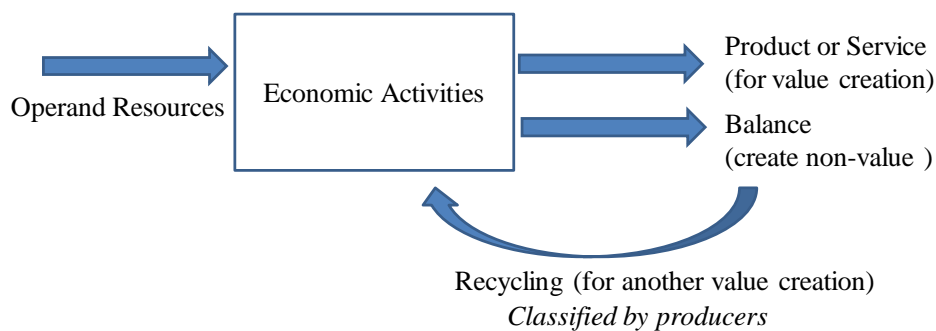 Operand Resources
Economic Activities
Product or Service
(for value creation)
Balance
(create non-value )
Recycling (for another value creation)
Classified by producers